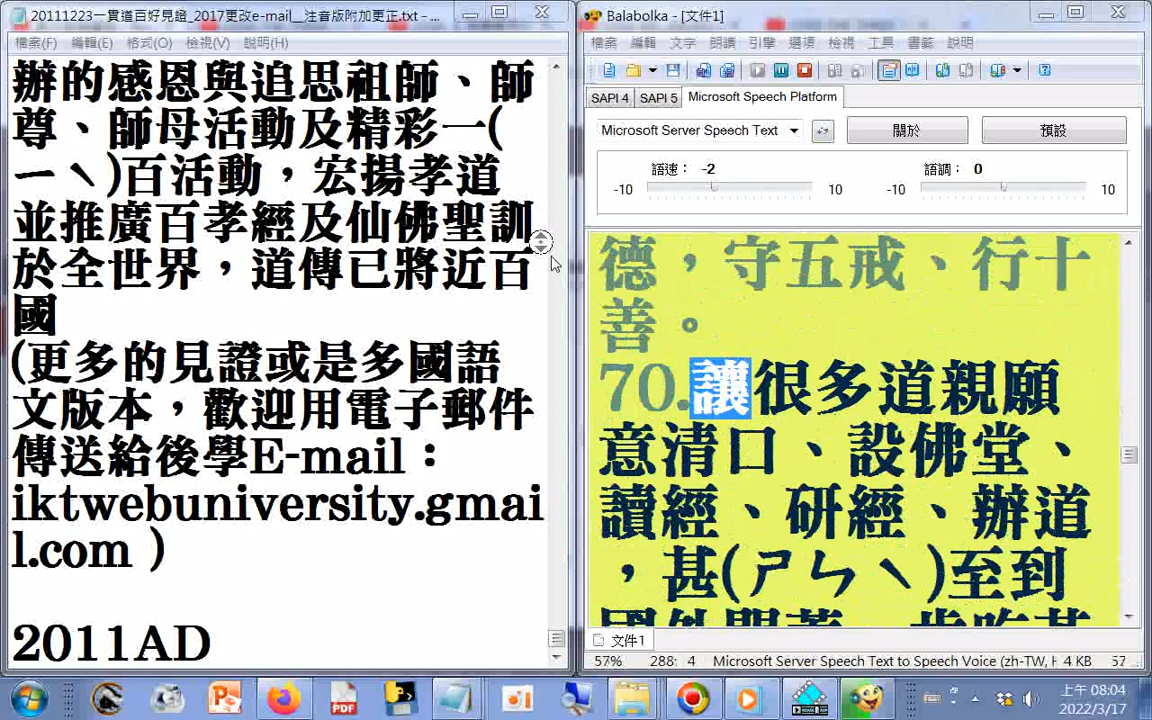 20111223一貫道百好見證_2017更改e-mail__注音版附加更正.txt - ...
檔案(F) 編輯(E) 格式(O) 檢視(V) 說明(H)
辦的感恩與追思祖師、師
尊、師母活動及精彩一(
ㄧㄟˋ)百活動，宏揚孝道
並推廣百孝經及仙佛聖訓
於全世界，道傳已將近百
國
(更多的見證或是多國語
文版本，歡迎用電子郵件
傳送給後學E-mail：
iktwebuniversity.gmai
l.com )
2011AD
Balabolka - [文件1]
檔案 編輯 文字 朗讀 引擎 選項 檢視 工具 書籤 說明
SAPI 4 SAPI 5 Microsoft Speech Platform
Microsoft Server Speech Text 關於 預設
語速： -2 語調： 0
-10 10 -10 10
德，守五戒、行十
善。
70.讓很多道親願
意清口、設佛堂、
讀經、研經、辦道
，甚(ㄕㄣˋ)至到
文件1
57% 288: 4 Microsoft Server Speech Text to Speech Voice (zh-TW, H 4 KB 57
上午 08:04
2022/3/17